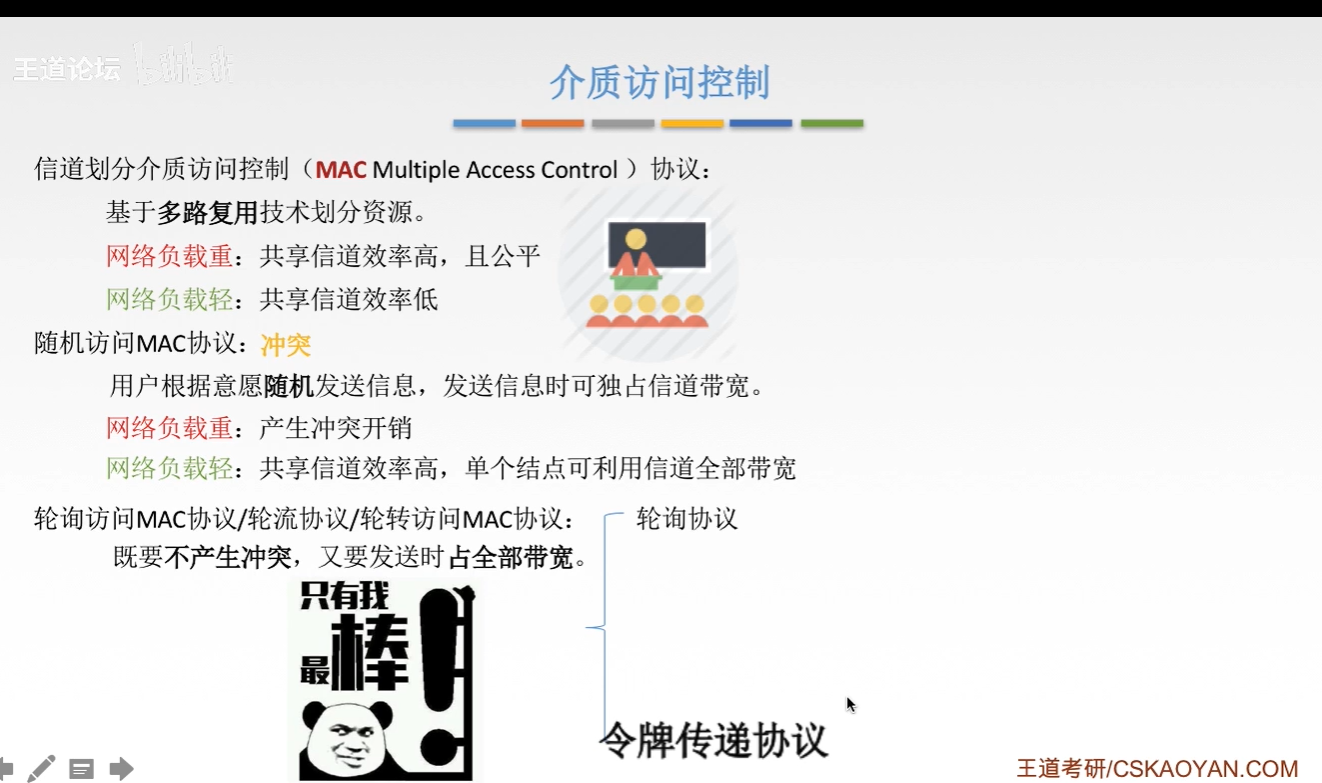 王道论坛 bilibili
介质访问控制
信道划分介质访问控制（MAC Multiple Access Control ）协议：
基于多路复用技术划分资源。
网络负载重：共享信道效率高，且公平
网络负载轻：共享信道效率低
随机访问MAC协议：冲突
用户根据意愿随机发送信息，发送信息时可独占信道带宽。
网络负载重：产生冲突开销
网络负载轻：共享信道效率高，单个结点可利用信道全部带宽
轮询访问MAC协议/轮流协议/轮转访问MAC协议：
轮询协议
既要不产生冲突，又要发送时占全部带宽。
只有我
最棒！
令牌传递协议
王道考研/CSKAOYAN.COM